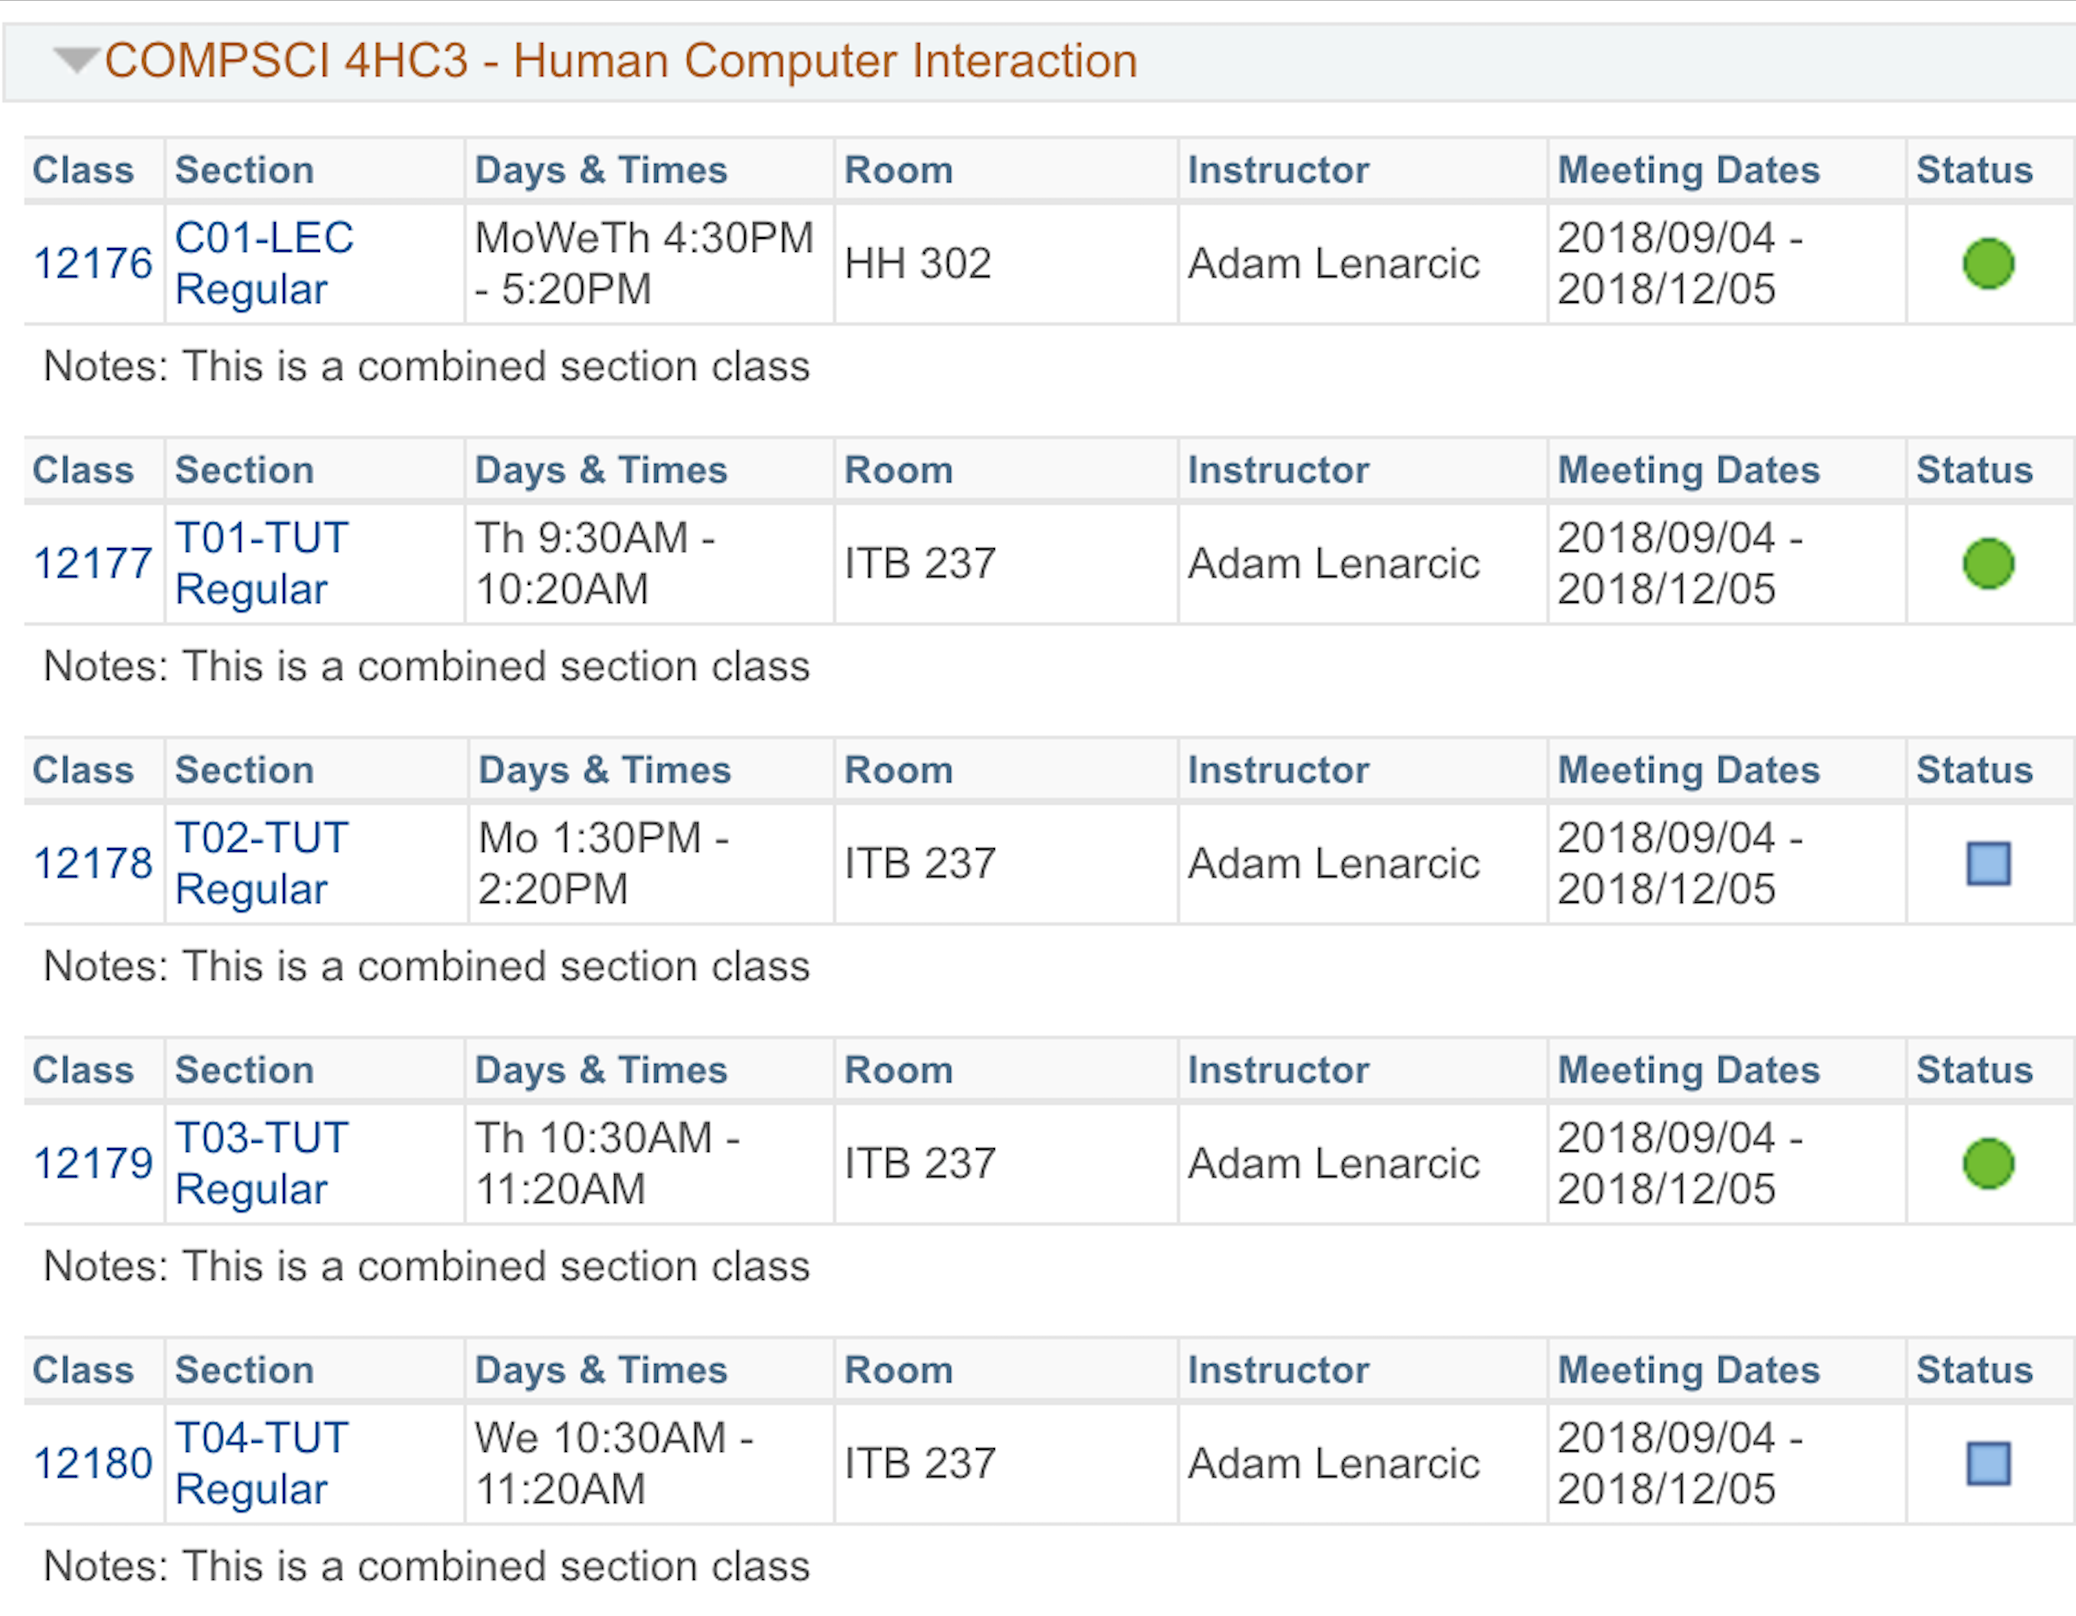 COMPSCI 4HC3 - Human Computer Interaction
Class Section Days & Times Room Instructor Meeting Dates Status
12176 C01-LEC Regular MoWeTh 4:30PM - 5:20PM HH 302 Adam Lenarcic 2018/09/04 - 2018/12/05
Notes: This is a combined section class
Class Section Days & Times Room Instructor Meeting Dates Status
12177 T01-TUT Regular Th 9:30AM - 10:20AM ITB 237 Adam Lenarcic 2018/09/04 - 2018/12/05
Notes: This is a combined section class
Class Section Days & Times Room Instructor Meeting Dates Status
12178 T02-TUT Regular Mo 1:30PM - 2:20PM ITB 237 Adam Lenarcic 2018/09/04 - 2018/12/05
Notes: This is a combined section class
Class Section Days & Times Room Instructor Meeting Dates Status
12179 T03-TUT Regular Th 10:30AM - 11:20AM ITB 237 Adam Lenarcic 2018/09/04 - 2018/12/05
Notes: This is a combined section class
Class Section Days & Times Room Instructor Meeting Dates Status
12180 T04-TUT Regular We 10:30AM - 11:20AM ITB 237 Adam Lenarcic 2018/09/04 - 2018/12/05
Notes: This is a combined section class